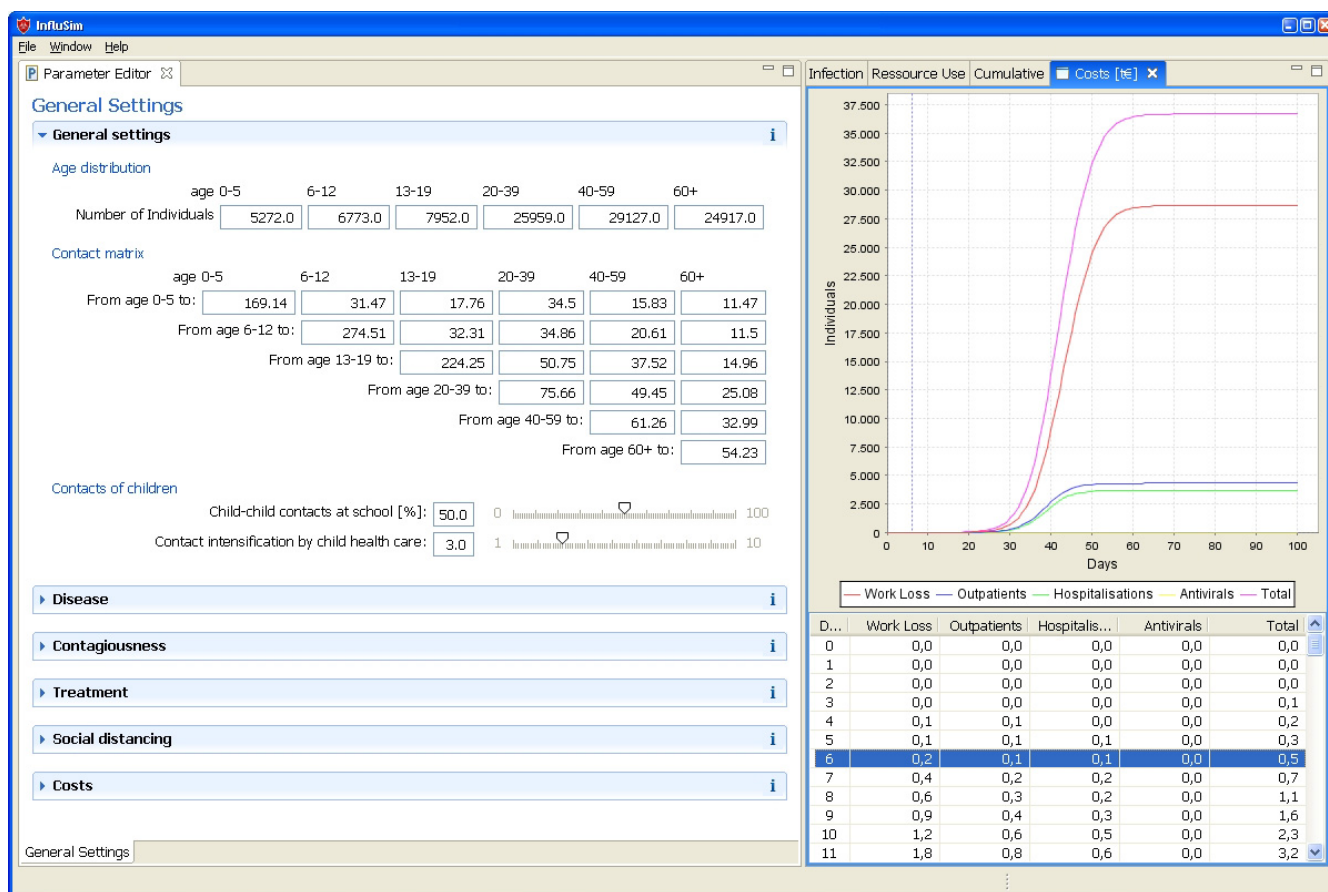 InfluSim
File Window Help
Parameter Editor
General Settings
General settings i
Age distribution
age 0-5 6-12 13-19 20-39 40-59 60+
Number of Individuals 5272.0 6773.0 7952.0 25959.0 29127.0 24917.0
Contact matrix
age 0-5 6-12 13-19 20-39 40-59 60+
From age 0-5 to: 169.14 31.47 17.76 34.5 15.83 11.47
From age 6-12 to: 274.51 32.31 34.86 20.61 11.5
From age 13-19 to: 224.25 50.75 37.52 14.96
From age 20-39 to: 75.66 49.45 25.08
From age 40-59 to: 61.26 32.99
From age 60+ to: 54.23
Contacts of children
Child-child contacts at school [%]: 50.0 0 100
Contact intensification by child health care: 3.0 1 10
Disease i
Contagiousness i
Treatment i
Social distancing i
Costs i
General Settings
Infection Ressource Use Cumulative Costs [t€]
37.500
35.000
32.500
30.000
27.500
25.000
22.500
20.000
17.500
15.000
12.500
10.000
7.500
5.000
2.500
0
Individuals
0 10 20 30 40 50 60 70 80 90 100
Days
Work Loss Outpatients Hospitalisations Antivirals Total
D... Work Loss Outpatients Hospitalis... Antivirals Total
0 0,0 0,0 0,0 0,0 0,0
1 0,0 0,0 0,0 0,0 0,0
2 0,0 0,0 0,0 0,0 0,0
3 0,0 0,0 0,0 0,0 0,1
4 0,1 0,1 0,0 0,0 0,2
5 0,1 0,1 0,1 0,0 0,3
6 0,2 0,1 0,1 0,0 0,5
7 0,4 0,2 0,2 0,0 0,7
8 0,6 0,3 0,2 0,0 1,1
9 0,9 0,4 0,3 0,0 1,6
10 1,2 0,6 0,5 0,0 2,3
11 1,8 0,8 0,6 0,0 3,2